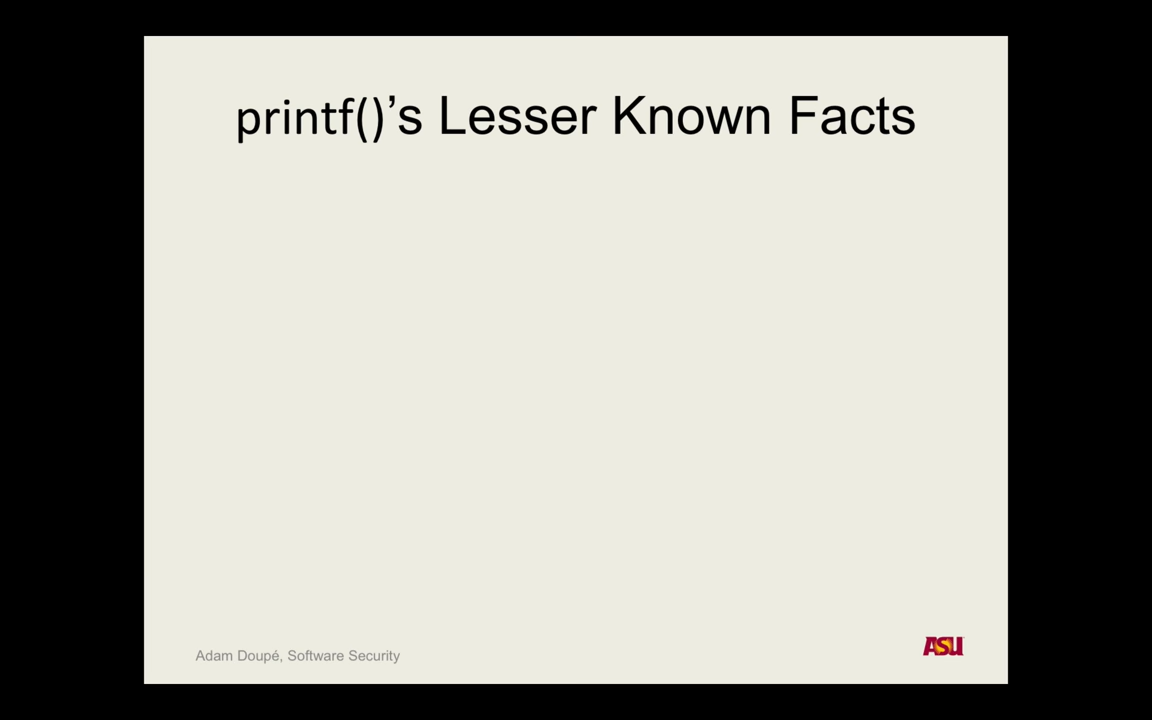 printf()’s Lesser Known Facts
Adam Doupé, Software Security
ASU